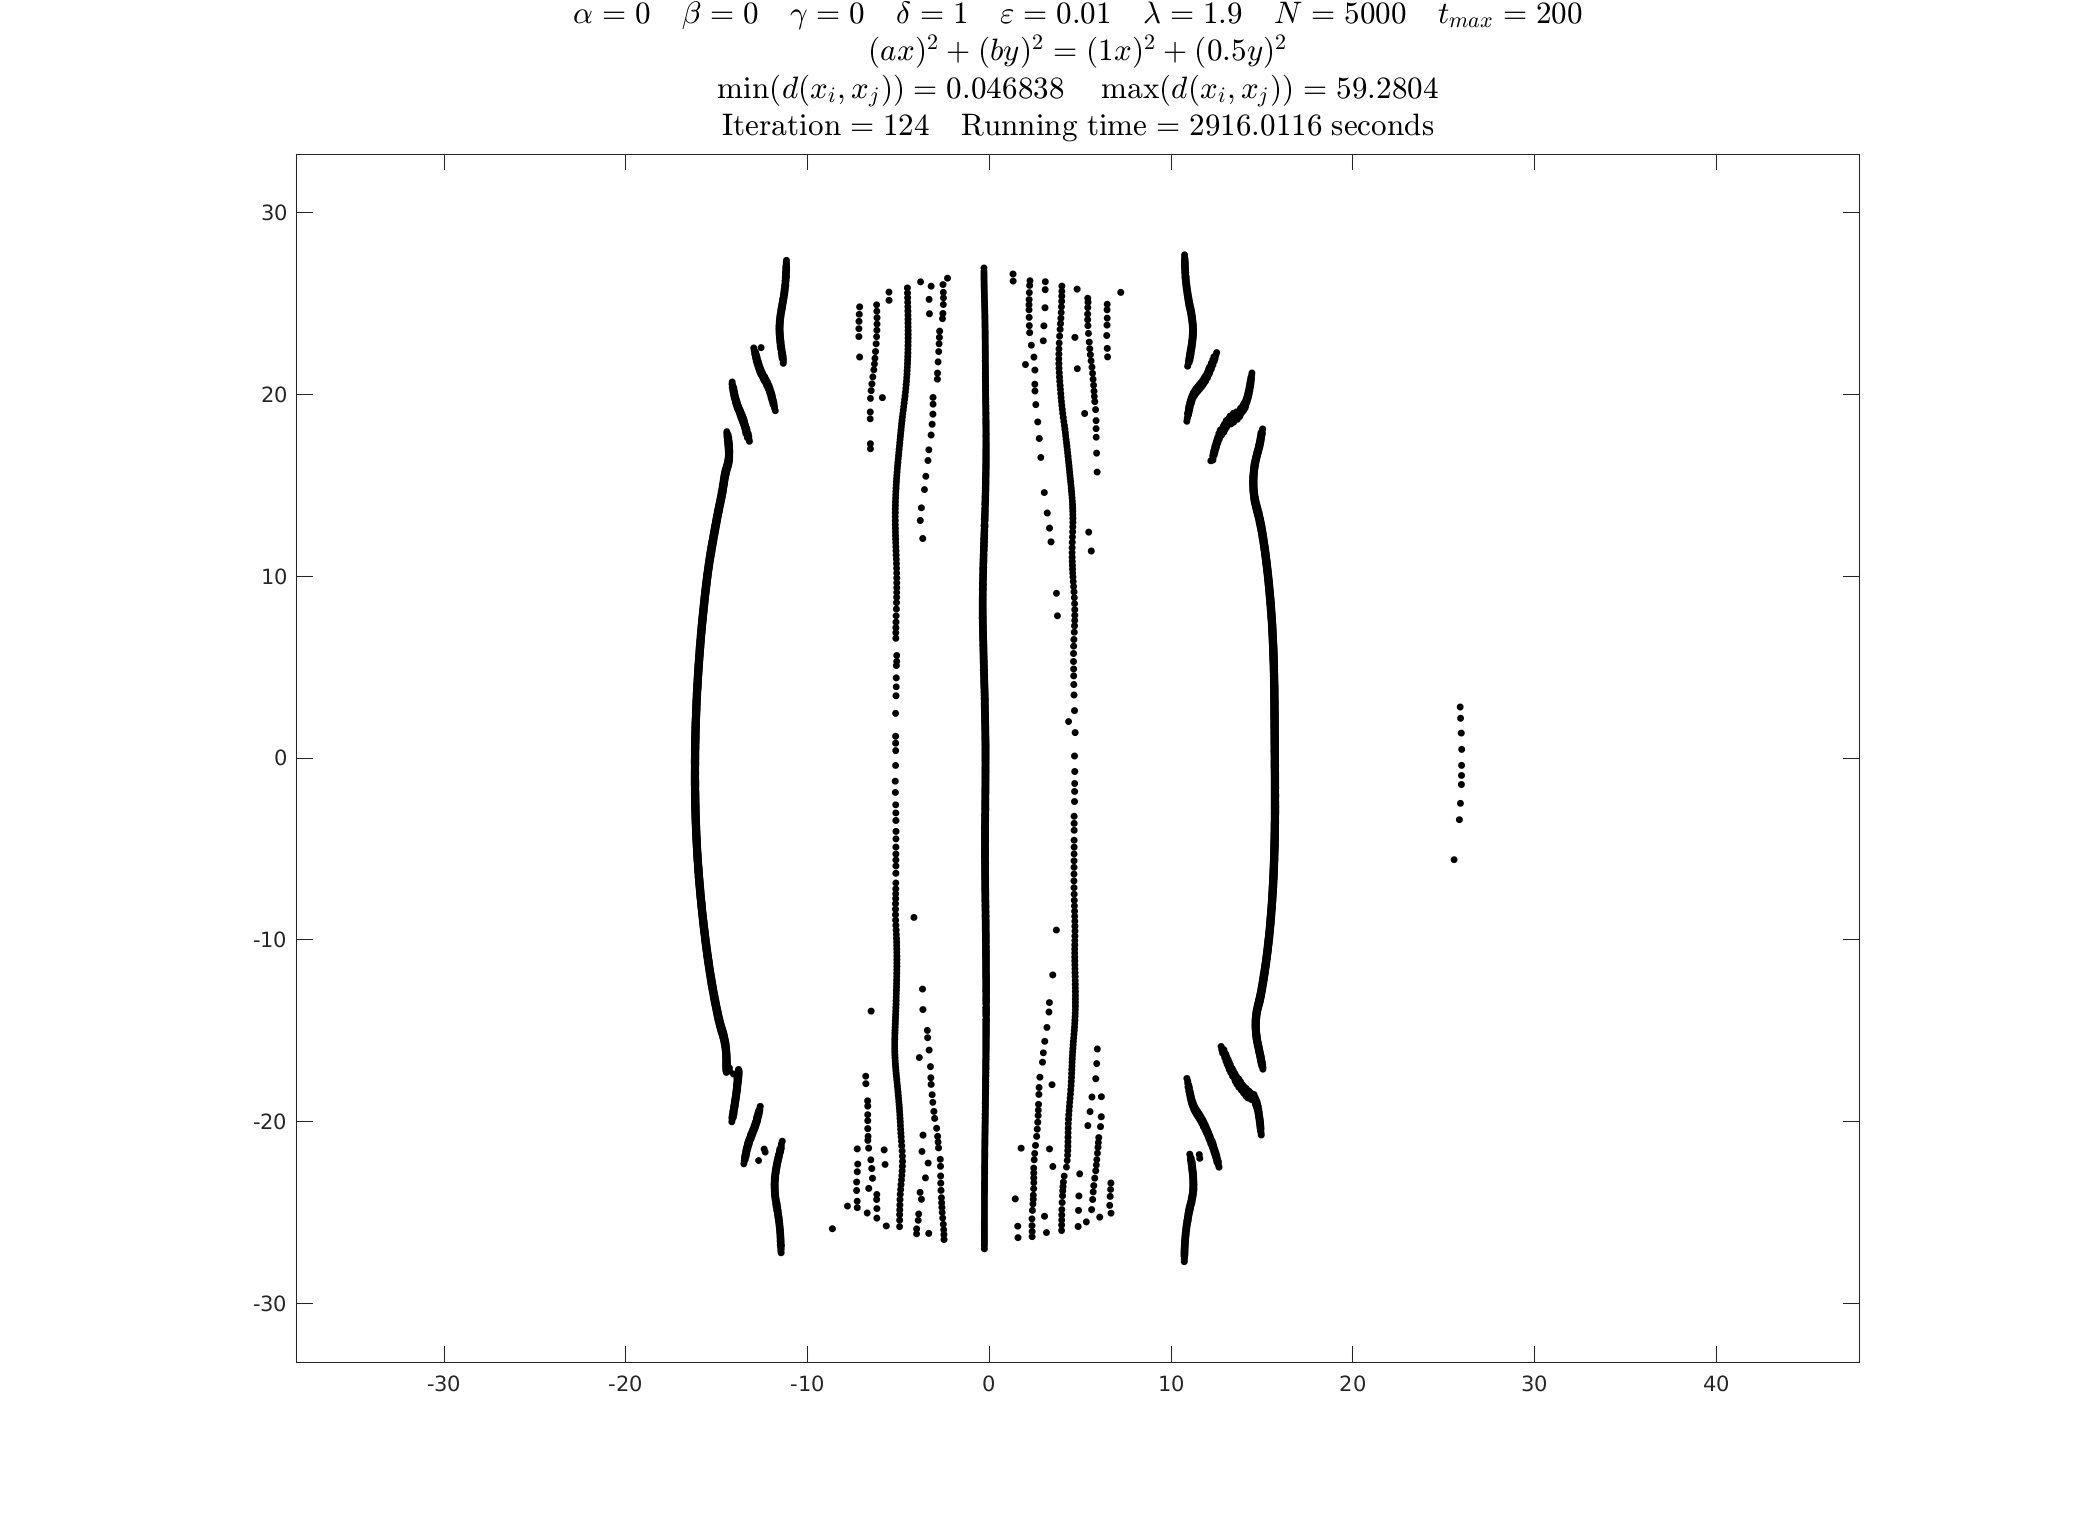 α = 0 β = 0 γ = 0 δ = 1 ε = 0.01 λ = 1.9 N = 5000 t_max = 200
(ax)² + (by)² = (1x)² + (0.5y)²
min(d(x_i, x_j)) = 0.046838 max(d(x_i, x_j)) = 59.2804
Iteration = 124 Running time = 2916.0116 seconds
30
20
10
0
-10
-20
-30
-30 -20 -10 0 10 20 30 40